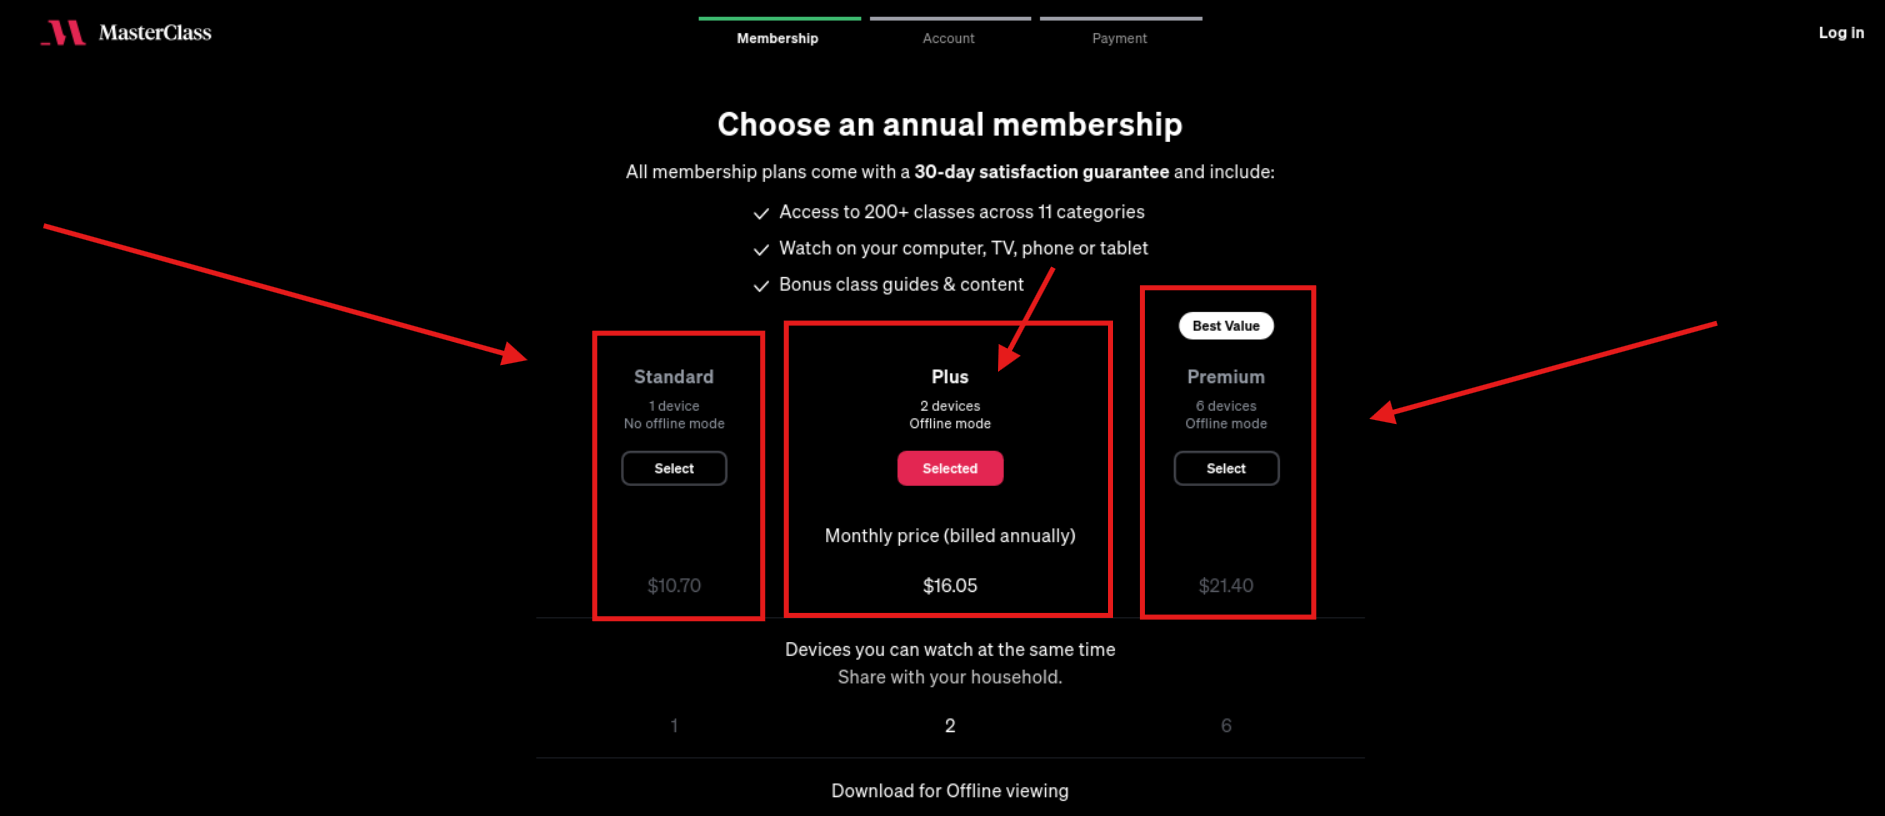 MasterClass
Membership
Account
Payment
Log in
Choose an annual membership
All membership plans come with a 30-day satisfaction guarantee and include:
Access to 200+ classes across 11 categories
Watch on your computer, TV, phone or tablet
Bonus class guides & content
Best Value
Standard
1 device
No offline mode
Select
Plus
2 devices
Offline mode
Selected
Premium
6 devices
Offline mode
Select
Monthly price (billed annually)
$10.70
$16.05
$21.40
Devices you can watch at the same time
Share with your household.
1
2
6
Download for Offline viewing